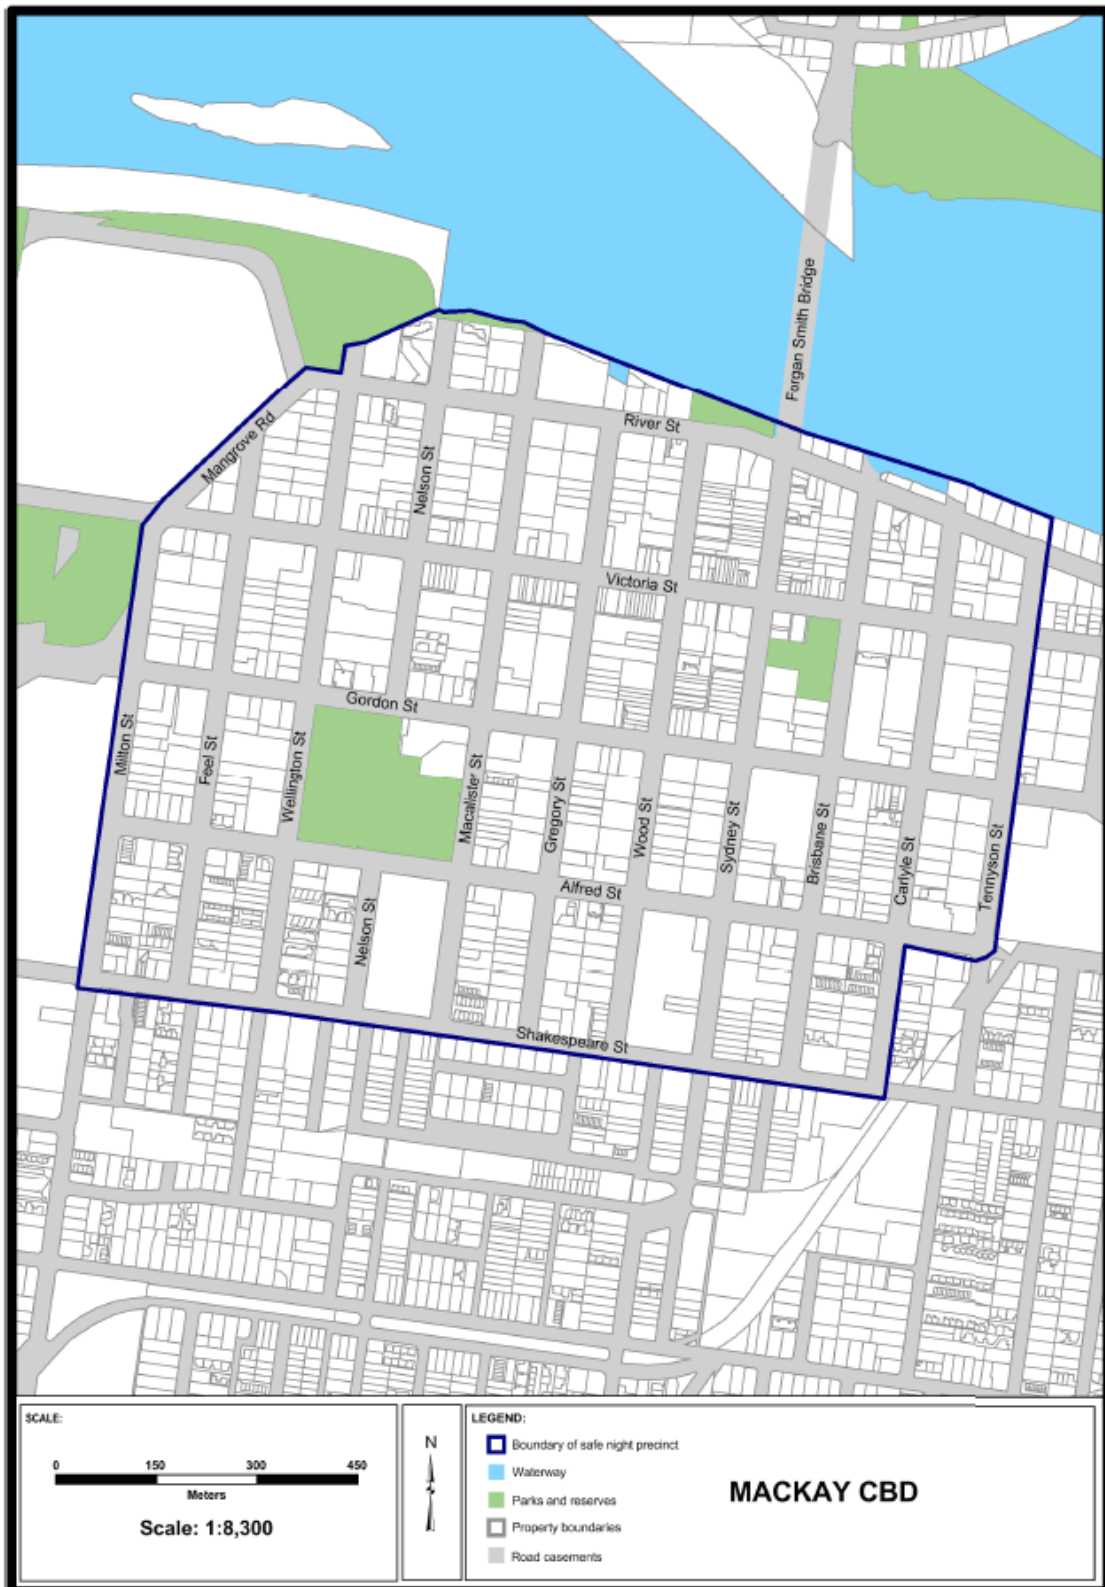 Forgan Smith Bridge
River St
Mangrove Rd
Nelson St
Victoria St
Gordon St
Milton St
Feel St
Wellington St
Macalister St
Gregory St
Wood St
Sydney St
Brisbane St
Carlyle St
Tennyson St
Alfred St
Nelson St
Shakespeare St
SCALE:
0 150 300 450
Meters
Scale: 1:8,300
N
LEGEND:
Boundary of safe night precinct
Waterway
Parks and reserves
Property boundaries
Road casements
MACKAY CBD